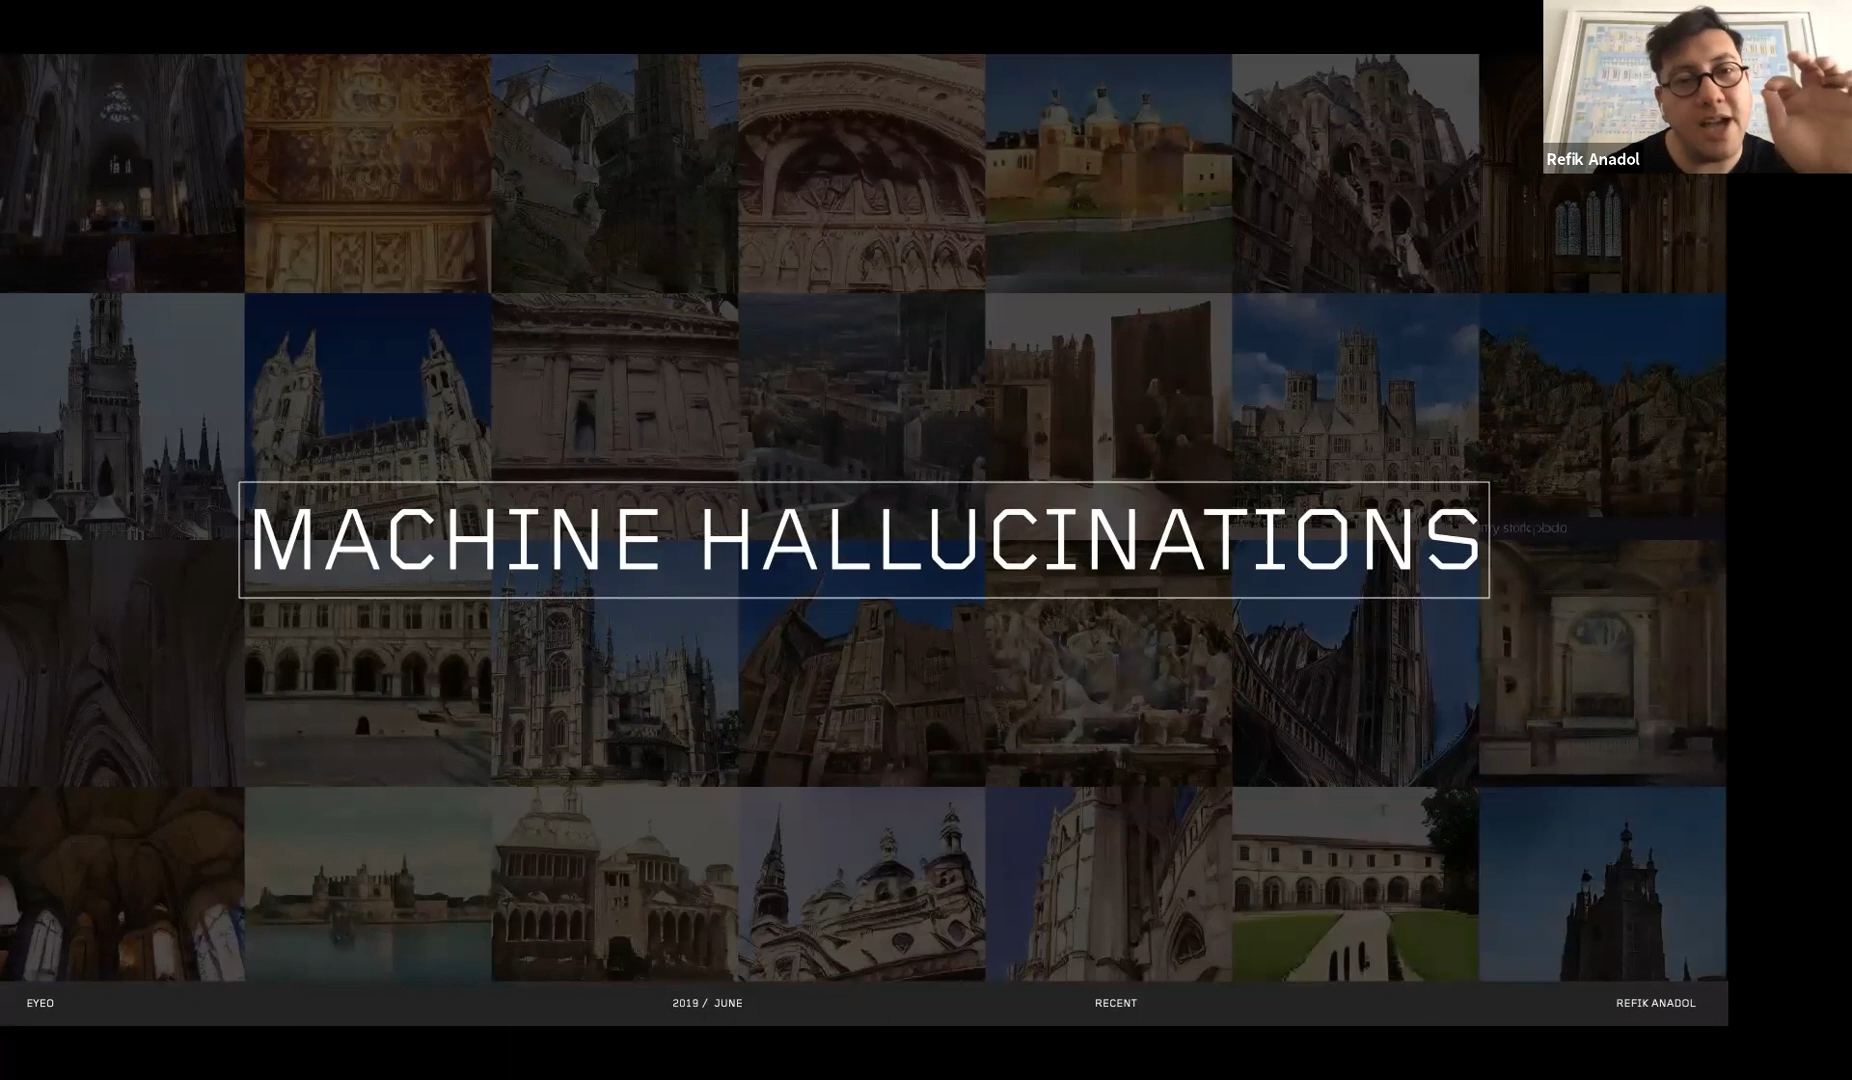 Refik Anadol
MACHINE HALLUCINATIONS
EYEO
2019 / JUNE
RECENT
REFIK ANADOL